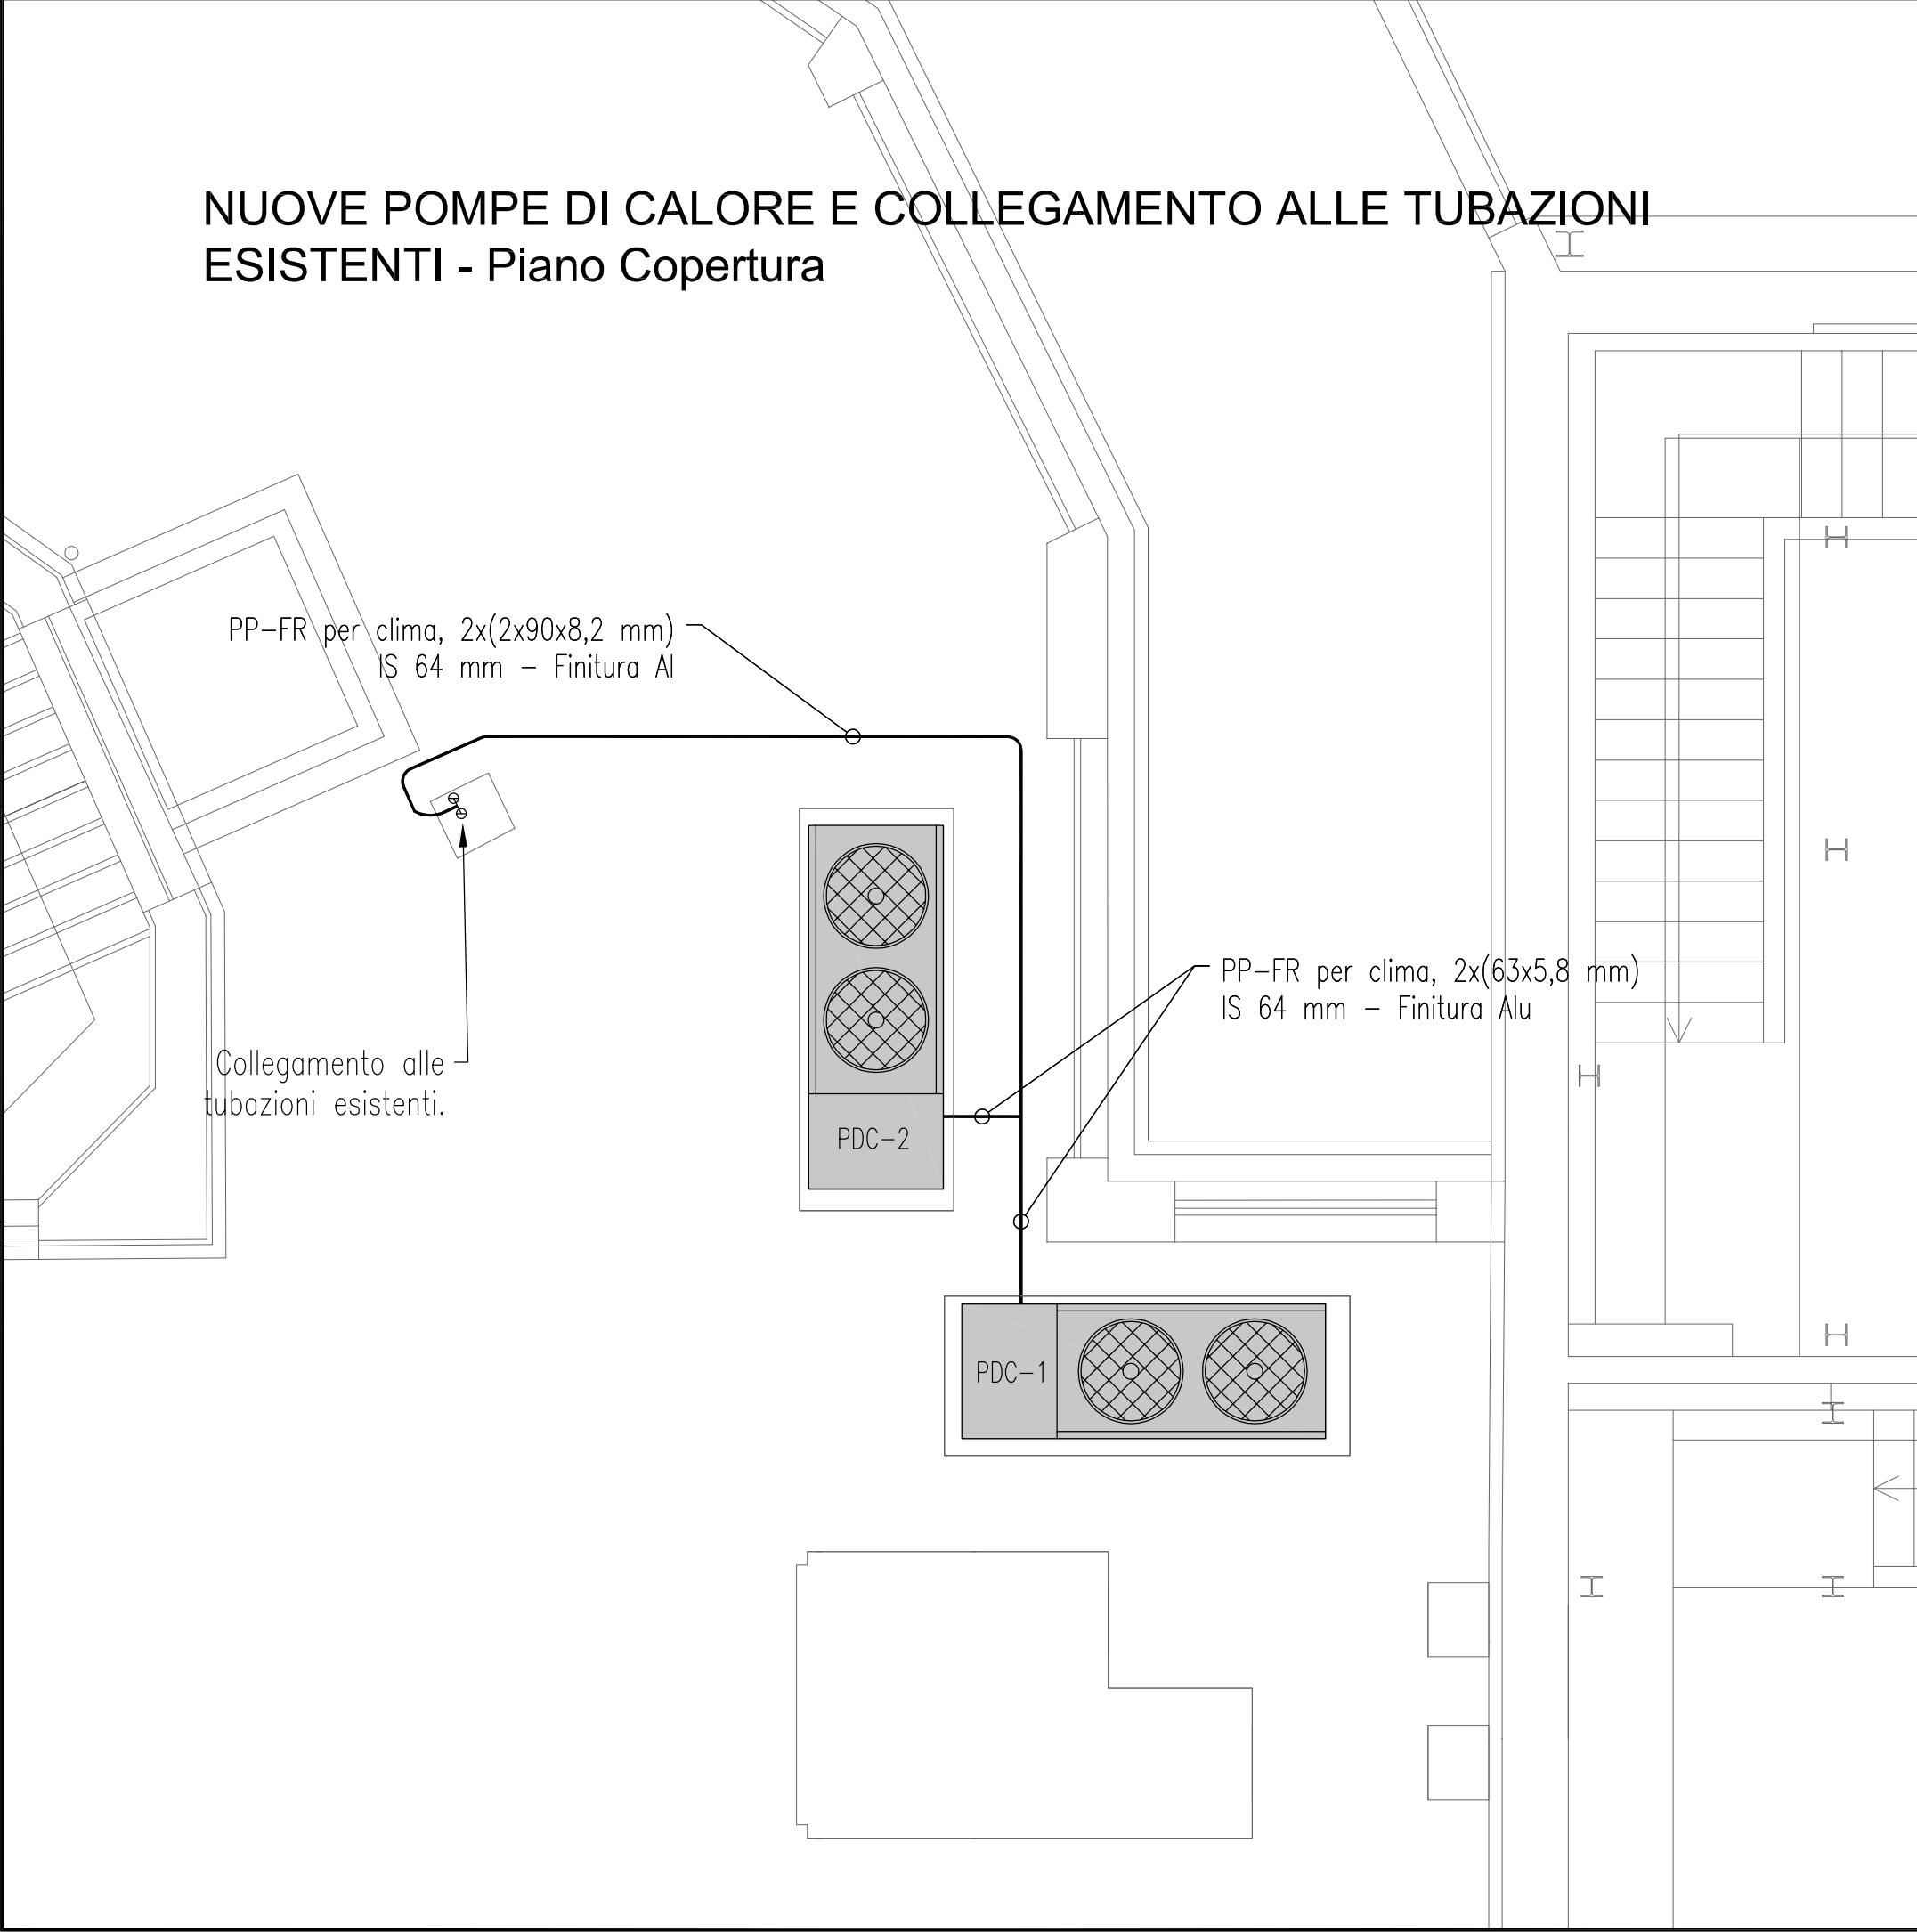 NUOVE POMPE DI CALORE E COLLEGAMENTO ALLE TUBAZIONI
ESISTENTI - Piano Copertura
PP-FR per clima, 2x(2x90x8,2 mm)
IS 64 mm - Finitura Al
PP-FR per clima, 2x(63x5,8 mm)
IS 64 mm - Finitura Alu
Collegamento alle
tubazioni esistenti.
PDC-2
PDC-1